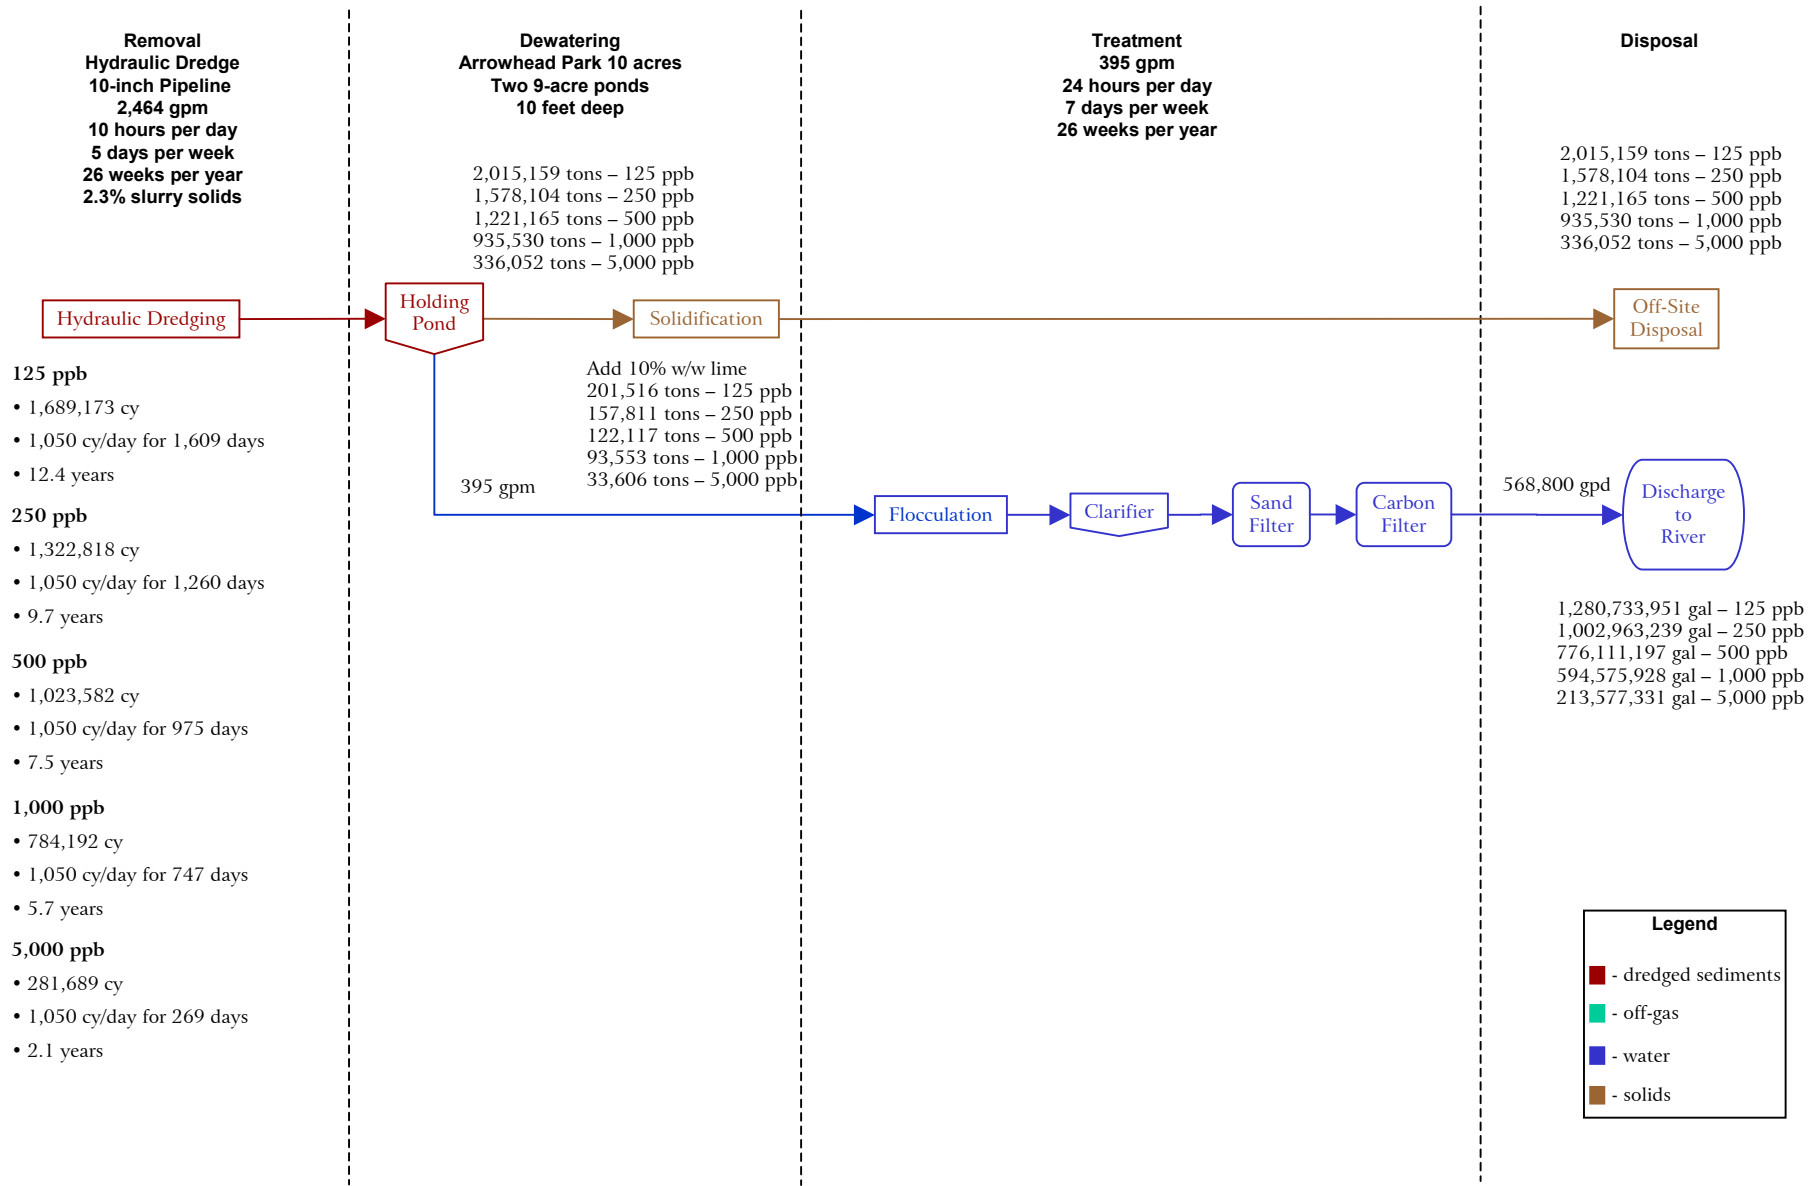 Removal
Hydraulic Dredge
10-inch Pipeline
2,464 gpm
10 hours per day
5 days per week
26 weeks per year
2.3% slurry solids
Dewatering
Arrowhead Park 10 acres
Two 9-acre ponds
10 feet deep
Treatment
395 gpm
24 hours per day
7 days per week
26 weeks per year
Disposal
2,015,159 tons – 125 ppb
1,578,104 tons – 250 ppb
1,221,165 tons – 500 ppb
935,530 tons – 1,000 ppb
336,052 tons – 5,000 ppb
2,015,159 tons – 125 ppb
1,578,104 tons – 250 ppb
1,221,165 tons – 500 ppb
935,530 tons – 1,000 ppb
336,052 tons – 5,000 ppb
Hydraulic Dredging
Holding
Pond
Solidification
Off-Site
Disposal
Add 10% w/w lime
201,516 tons – 125 ppb
157,811 tons – 250 ppb
122,117 tons – 500 ppb
93,553 tons – 1,000 ppb
33,606 tons – 5,000 ppb
395 gpm
Flocculation
Clarifier
Sand
Filter
Carbon
Filter
568,800 gpd
Discharge
to
River
1,280,733,951 gal – 125 ppb
1,002,963,239 gal – 250 ppb
776,111,197 gal – 500 ppb
594,575,928 gal – 1,000 ppb
213,577,331 gal – 5,000 ppb
125 ppb
• 1,689,173 cy
• 1,050 cy/day for 1,609 days
• 12.4 years
250 ppb
• 1,322,818 cy
• 1,050 cy/day for 1,260 days
• 9.7 years
500 ppb
• 1,023,582 cy
• 1,050 cy/day for 975 days
• 7.5 years
1,000 ppb
• 784,192 cy
• 1,050 cy/day for 747 days
• 5.7 years
5,000 ppb
• 281,689 cy
• 1,050 cy/day for 269 days
• 2.1 years
Legend
- dredged sediments
- off-gas
- water
- solids